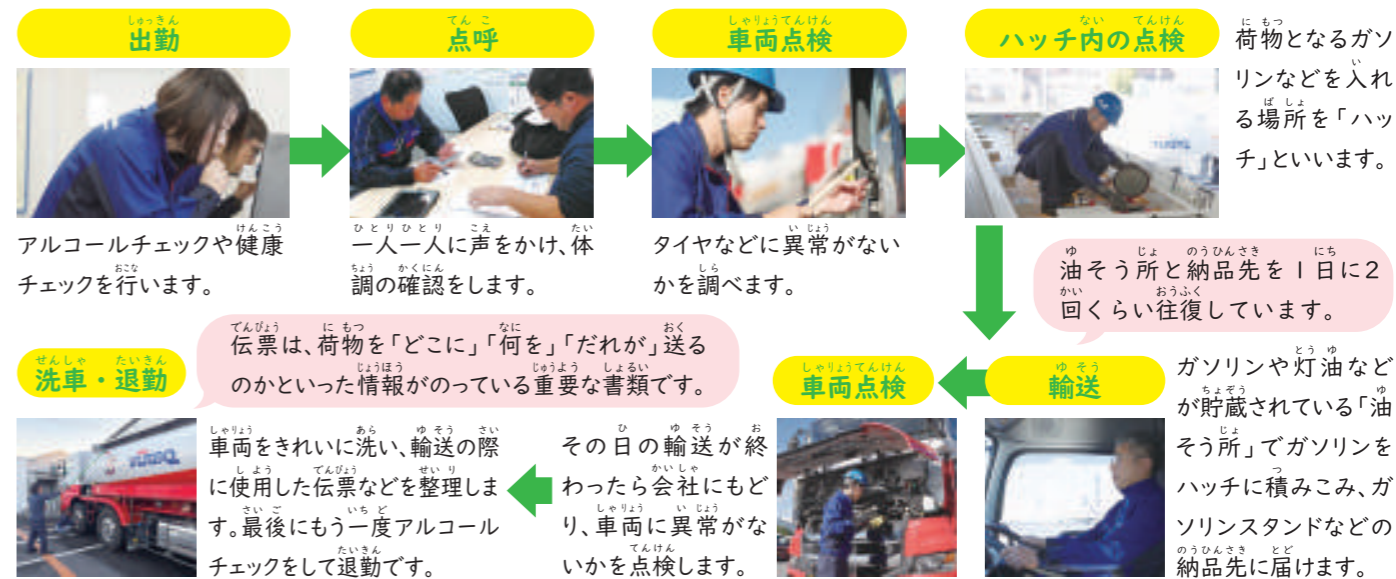 出勤
アルコールチェックや健康
チェックを行います。
点呼
一人一人に声をかけ、体
調の確認をします。
車両点検
タイヤなどに異常がない
かを調べます。
ハッチ内の点検
荷物となるガソ
リンなどを入れ
る場所を「ハッ
チ」といいます。
油そう所と納品先を1日に2
回くらい往復しています。
輸送
ガソリンや灯油など
が貯蔵されている「油
そう所」でガソリンを
ハッチに積みこみ、ガ
ソリンスタンドなどの
納品先に届けます。
車両点検
その日の輸送が終
わったら会社にもど
り、車両に異常がな
いかを点検します。
洗車・退勤
伝票は、荷物を「どこに」「何を」「だれが」送る
のかといった情報がのっている重要な書類です。
車両をきれいに洗い、輸送の際
に使用した伝票などを整理しま
す。最後にもう一度アルコール
チェックをして退勤です。